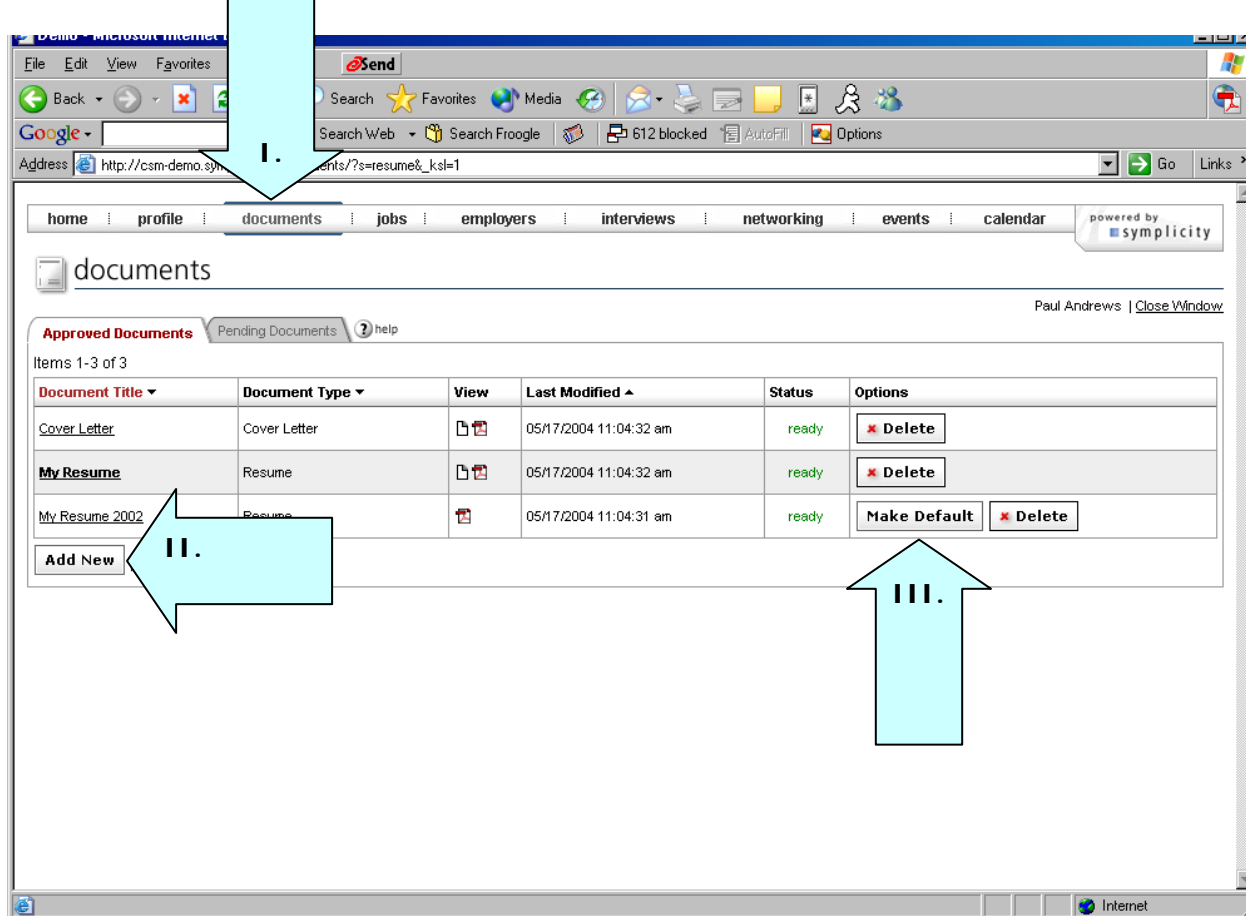 Demo - Microsoft Internet
File Edit View Favorites Send
Back Search Favorites Media
Google Search Web Search Froogle 612 blocked AutoFill Options
I.
Address http://csm-demo.sym ents/?s=resume&_ksl=1 Go Links
home profile documents jobs employers interviews networking events calendar powered by
symplicity
documents
Paul Andrews | Close Window
Approved Documents Pending Documents ? help
Items 1-3 of 3
Document Title Document Type View Last Modified Status Options
Cover Letter Cover Letter 05/17/2004 11:04:32 am ready Delete
My Resume Resume 05/17/2004 11:04:32 am ready Delete
My Resume 2002 Resume 05/17/2004 11:04:31 am ready Make Default Delete
Add New II.
III.
Internet